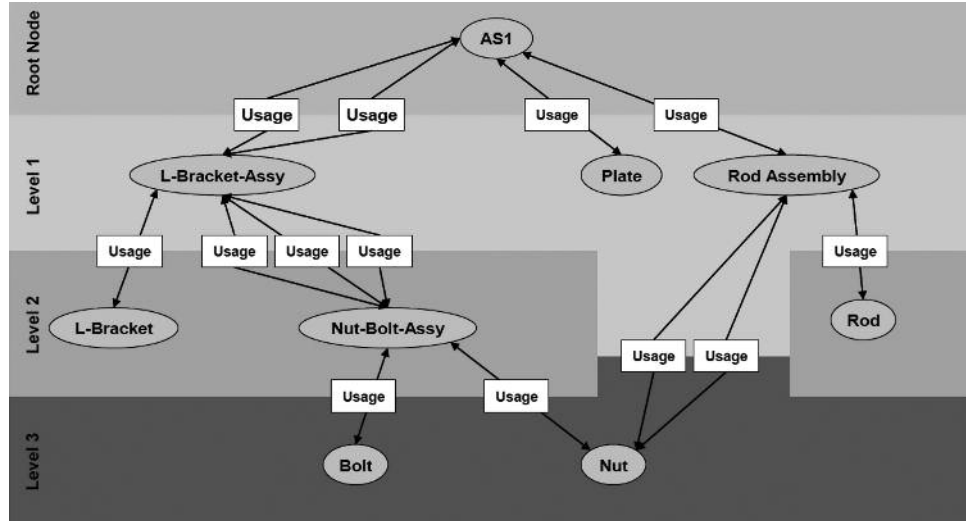 Root Node
AS1
Usage
Usage
Usage
Usage
Level 1
L-Bracket-Assy
Plate
Rod Assembly
Usage
Usage
Usage
Usage
Usage
Level 2
L-Bracket
Nut-Bolt-Assy
Rod
Usage
Usage
Usage
Usage
Level 3
Bolt
Nut